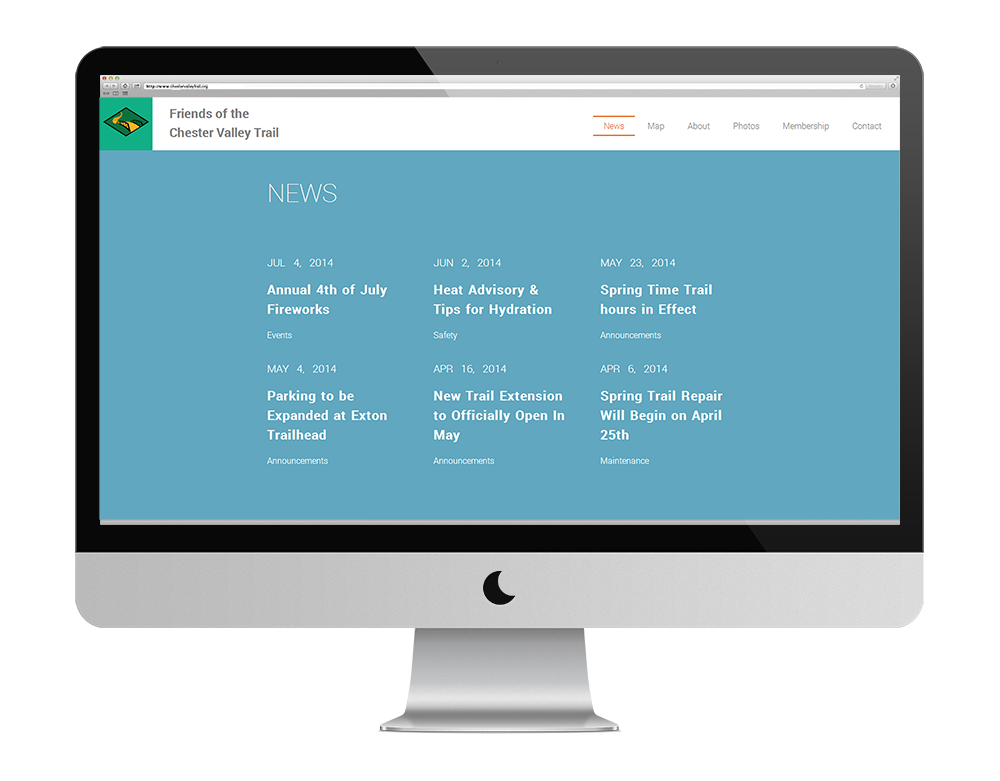 http://www.chestervalleytrail.org
Friends of the
Chester Valley Trail
News Map About Photos Membership Contact
NEWS
JUL 4, 2014
Annual 4th of July
Fireworks
Events
JUN 2, 2014
Heat Advisory &
Tips for Hydration
Safety
MAY 23, 2014
Spring Time Trail
hours in Effect
Announcements
MAY 4, 2014
Parking to be
Expanded at Exton
Trailhead
Announcements
APR 16, 2014
New Trail Extension
to Officially Open In
May
Announcements
APR 6, 2014
Spring Trail Repair
Will Begin on April
25th
Maintenance